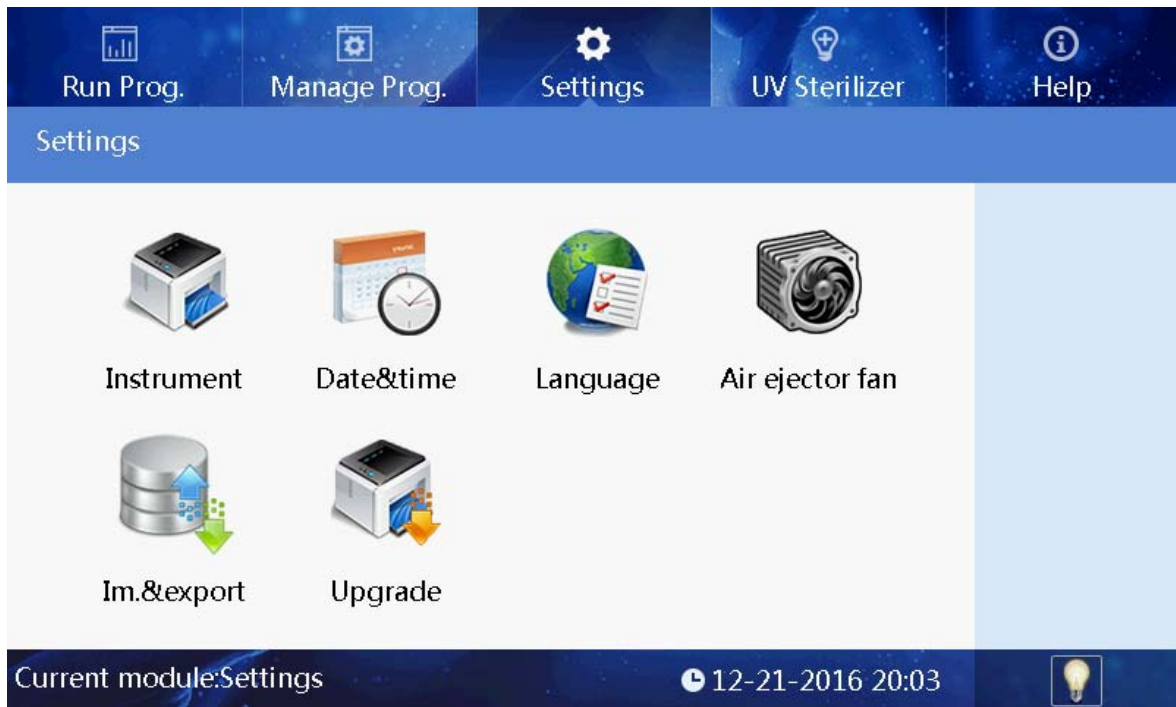 Run Prog.
Manage Prog.
Settings
UV Sterilizer
Help
Settings
Instrument
Date&time
Language
Air ejector fan
Im.&export
Upgrade
Current module:Settings
12-21-2016 20:03